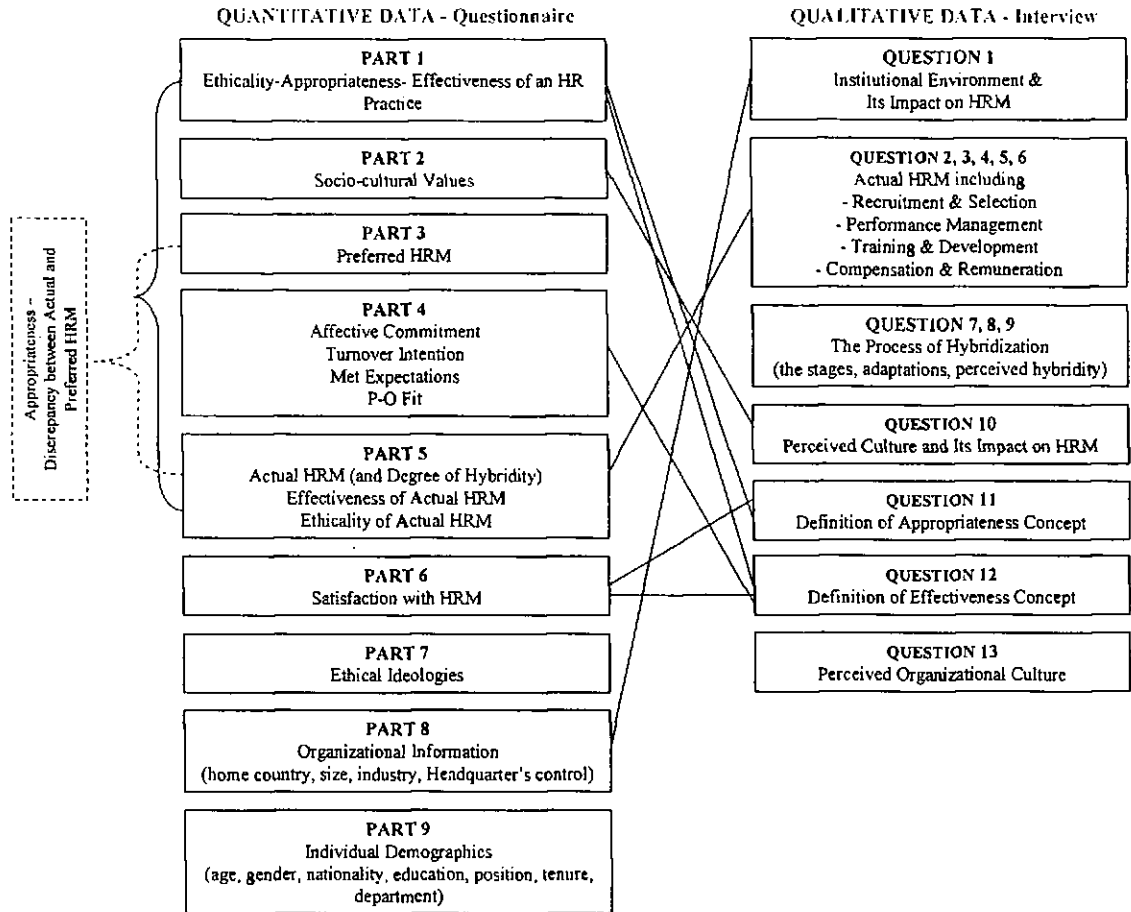 QUANTITATIVE DATA - Questionnaire
PART 1
Ethicality-Appropriateness- Effectiveness of an HR
Practice
PART 2
Socio-cultural Values
PART 3
Preferred HRM
PART 4
Affective Commitment
Turnover Intention
Met Expectations
P-O Fit
PART 5
Actual HRM (and Degree of Hybridity)
Effectiveness of Actual HRM
Ethicality of Actual HRM
PART 6
Satisfaction with HRM
PART 7
Ethical Ideologies
PART 8
Organizational Information
(home country, size, industry, Headquarter's control)
PART 9
Individual Demographics
(age, gender, nationality, education, position, tenure,
department)
Appropriateness –
Discrepancy between Actual and
Preferred HRM
QUALITATIVE DATA - Interview
QUESTION 1
Institutional Environment &
Its Impact on HRM
QUESTION 2, 3, 4, 5, 6
Actual HRM including
- Recruitment & Selection
- Performance Management
- Training & Development
- Compensation & Remuneration
QUESTION 7, 8, 9
The Process of Hybridization
(the stages, adaptations, perceived hybridity)
QUESTION 10
Perceived Culture and Its Impact on HRM
QUESTION 11
Definition of Appropriateness Concept
QUESTION 12
Definition of Effectiveness Concept
QUESTION 13
Perceived Organizational Culture